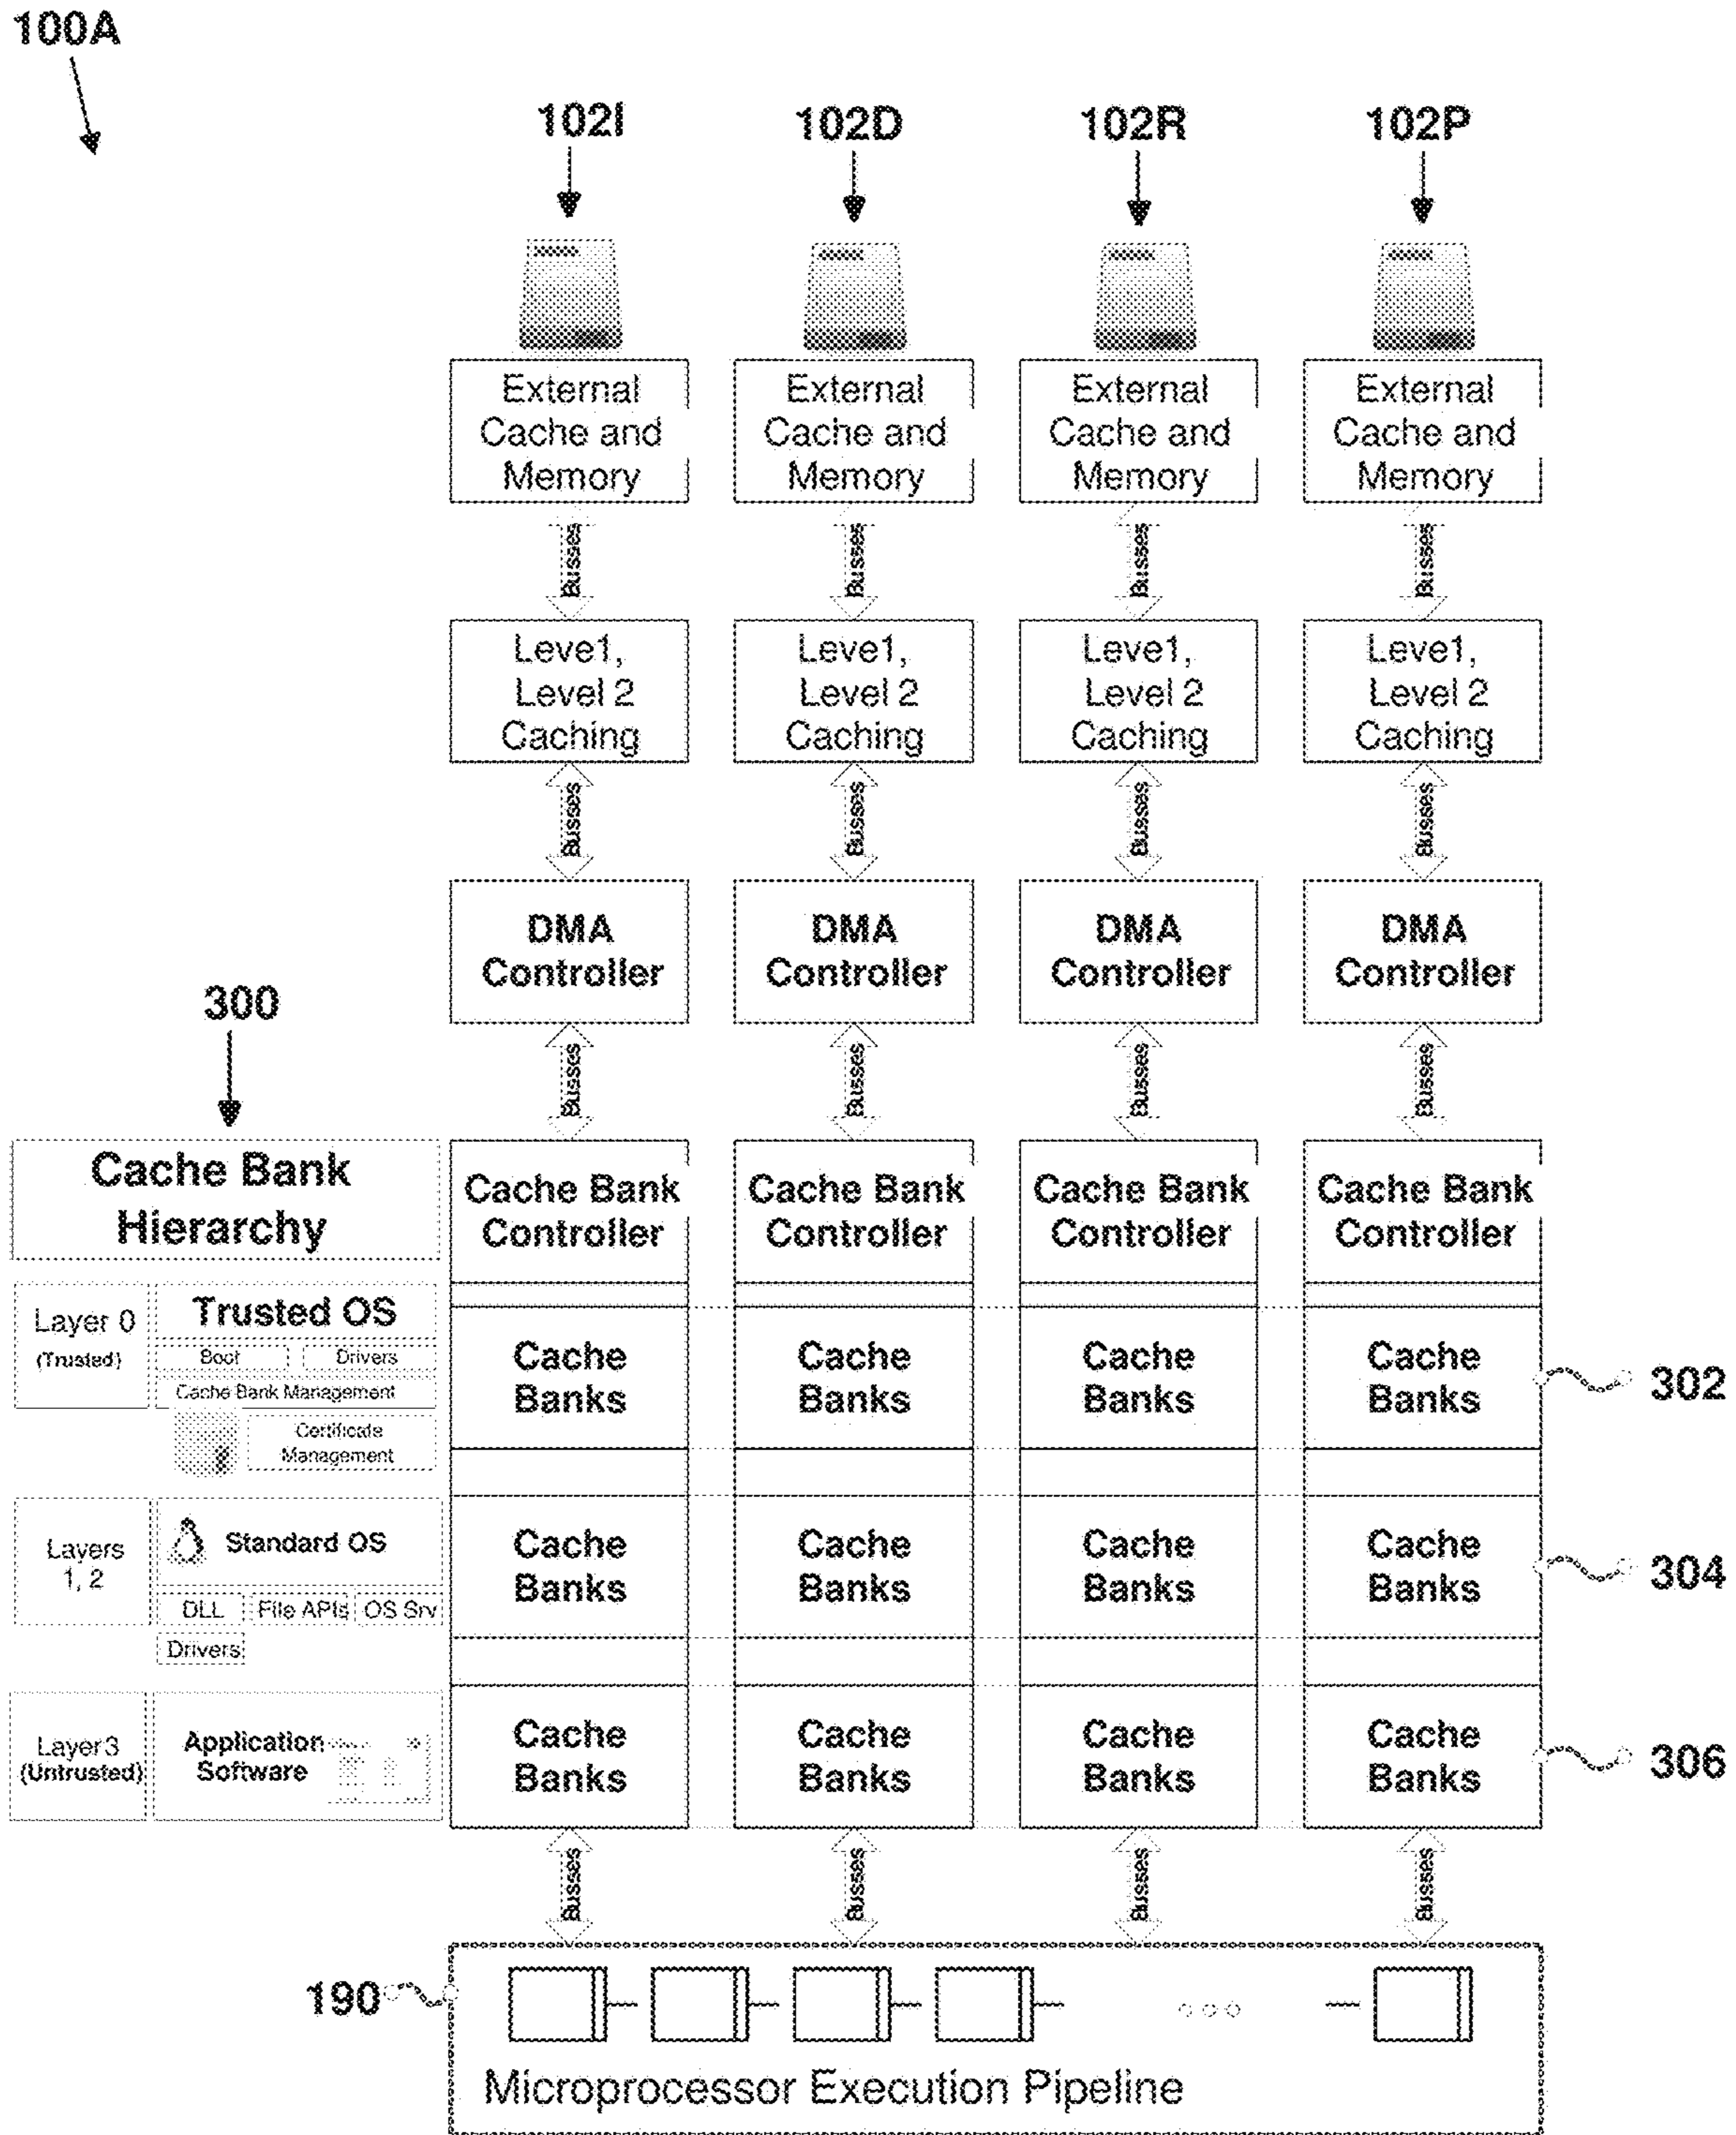 100A
102I 102D 102R 102P
External External External External
Cache and Cache and Cache and Cache and
Memory Memory Memory Memory
Busses Busses Busses Busses
Leve1, Leve1, Leve1, Leve1,
Level 2 Level 2 Level 2 Level 2
Caching Caching Caching Caching
Busses Busses Busses Busses
DMA DMA DMA DMA
Controller Controller Controller Controller
300
Busses Busses Busses Busses
Cache Bank
Hierarchy
Cache Bank Cache Bank Cache Bank Cache Bank
Controller Controller Controller Controller
Layer 0
(Trusted)
Trusted OS
Boot Drivers
Cache Bank Management
Certificate
Management
Cache Cache Cache Cache
Banks Banks Banks Banks
302
Layers
1, 2
Standard OS
DLL File APIs OS Srv
Drivers
Cache Cache Cache Cache
Banks Banks Banks Banks
304
Layer3
(Untrusted)
Application
Software
Cache Cache Cache Cache
Banks Banks Banks Banks
306
Busses Busses Busses Busses
190
Microprocessor Execution Pipeline